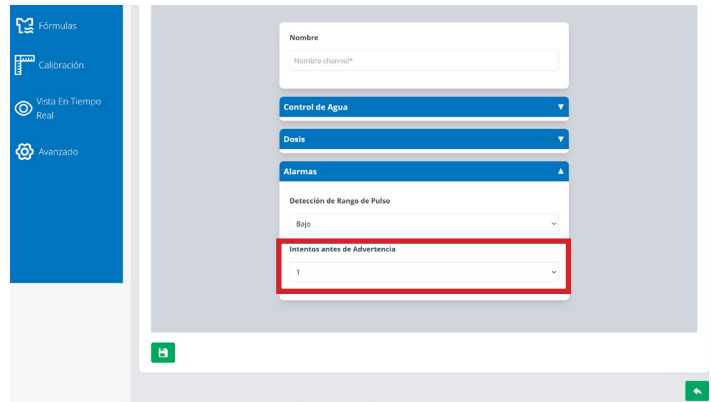 Fórmulas
Calibración
Vista En Tiempo
Real
Avanzado
Nombre
Nombre channel*
Control de Agua
Dosis
Alarmas
Detección de Rango de Pulso
Bajo
Intentos antes de Advertencia
1